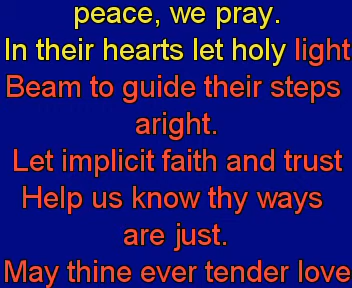 peace, we pray.
In their hearts let holy light
Beam to guide their steps
aright.
Let implicit faith and trust
Help us know thy ways
are just.
May thine ever tender love